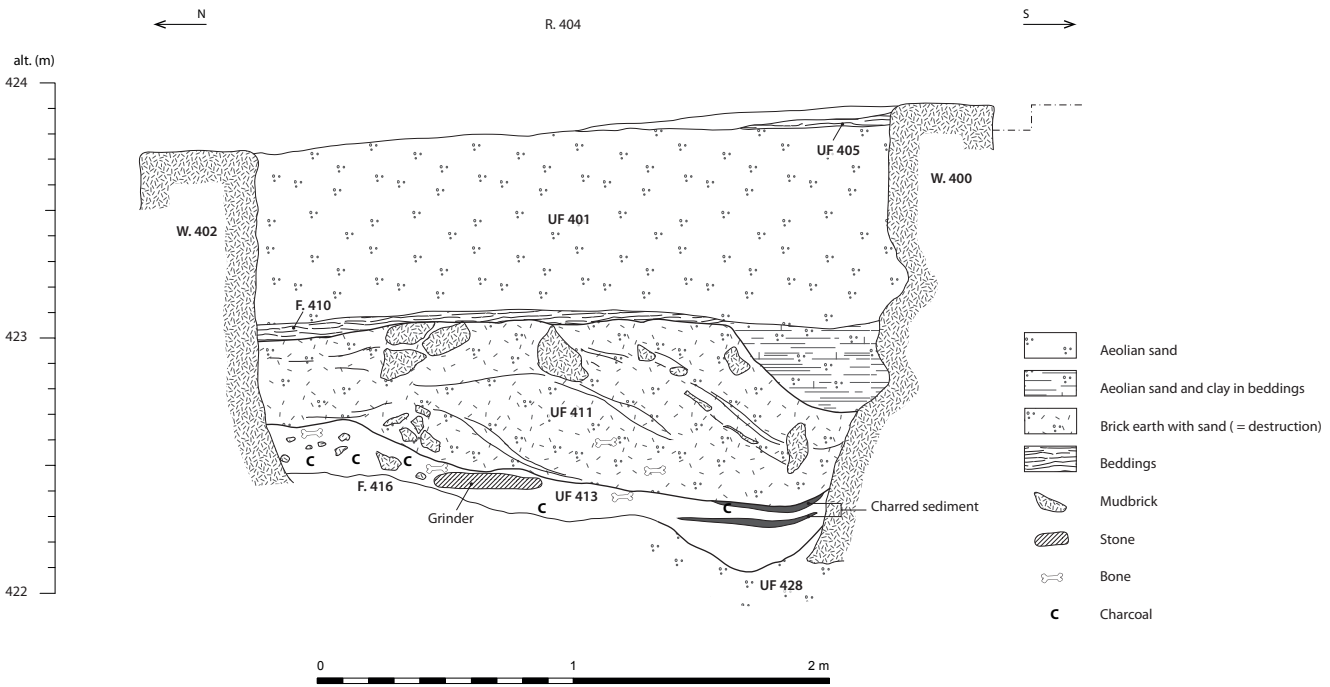 N
R. 404
S
alt. (m)
424
UF 405
W. 400
UF 401
W. 402
F. 410
423
Aeolian sand
Aeolian sand and clay in beddings
UF 411
Brick earth with sand ( = destruction)
Beddings
C C C
F. 416
UF 413
Grinder
C
C
Charred sediment
Mudbrick
Stone
UF 428
Bone
422
C
Charcoal
0 1 2 m